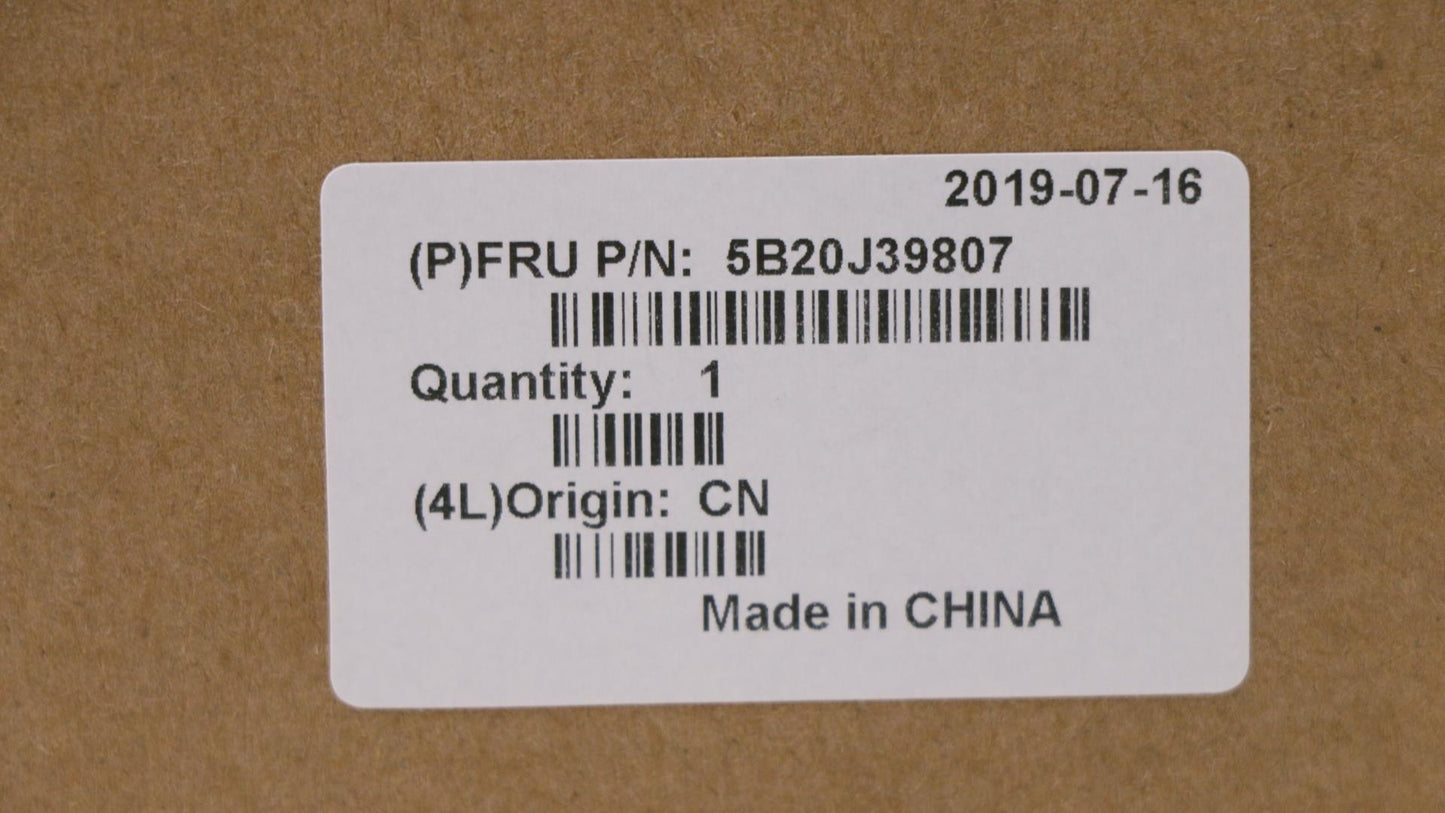 2019-07-16
(P)FRU P/N: 5B20J39807
Quantity: 1
(4L)Origin: CN
Made in CHINA